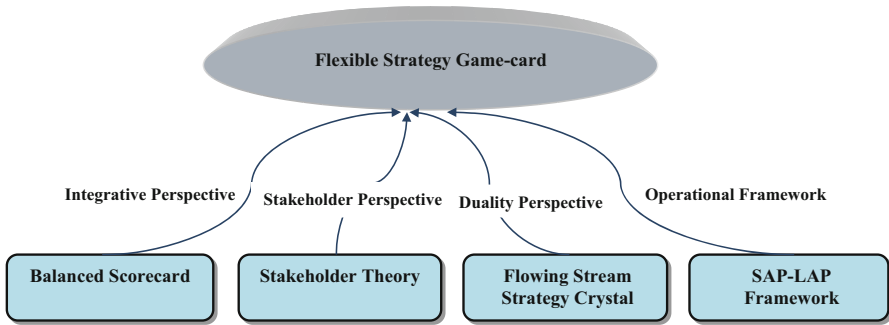 Flexible Strategy Game-card
Integrative Perspective
Stakeholder Perspective
Duality Perspective
Operational Framework
Balanced Scorecard
Stakeholder Theory
Flowing Stream
Strategy Crystal
SAP-LAP
Framework